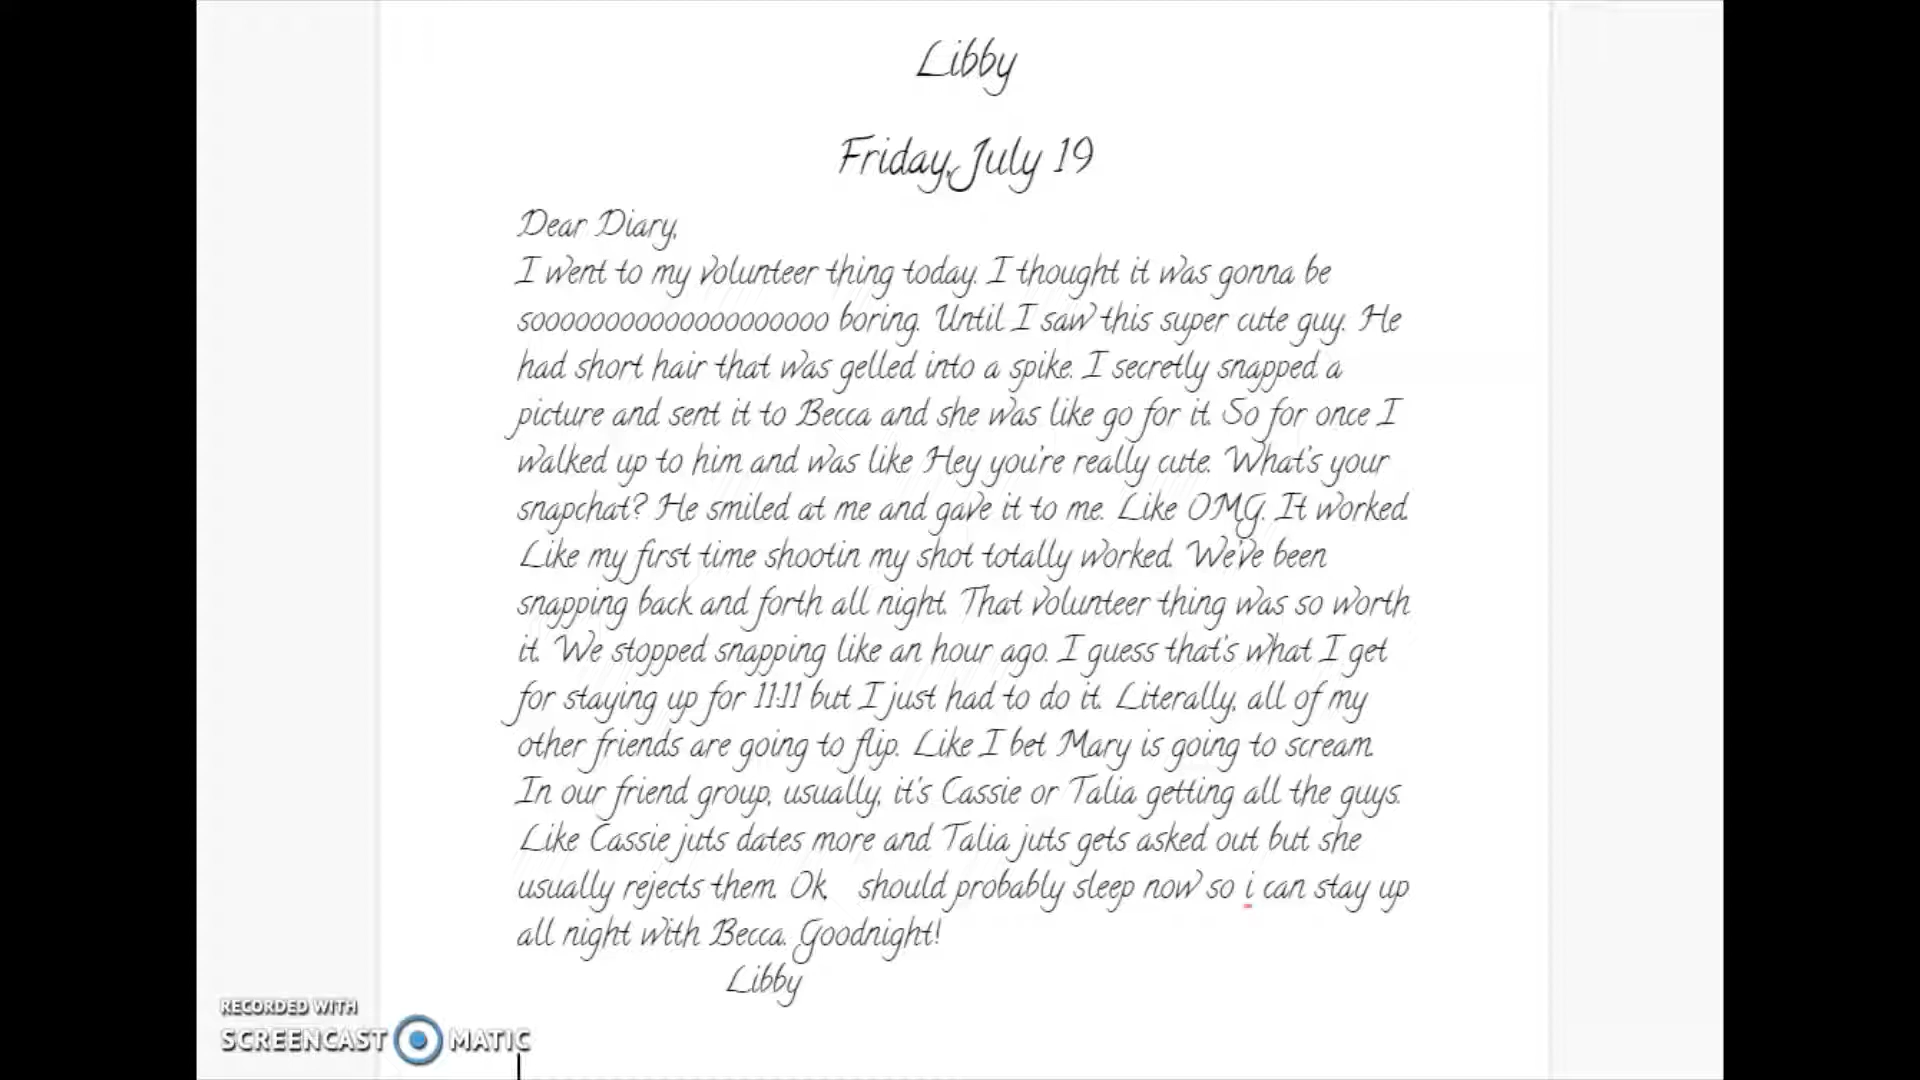 Libby
Friday, July 19
Dear Diary,
I went to my volunteer thing today. I thought it was gonna be
soooooooooooooooooooo boring. Until I saw this super cute guy. He
had short hair that was gelled into a spike. I secretly snapped a
picture and sent it to Becca and she was like go for it. So for once I
walked up to him and was like Hey you're really cute. What's your
snapchat? He smiled at me and gave it to me. Like OMG. It worked.
Like my first time shootin my shot totally worked. We've been
snapping back and forth all night. That volunteer thing was so worth
it. We stopped snapping like an hour ago. I guess that's what I get
for staying up for 11:11 but I just had to do it. Literally, all of my
other friends are going to flip. Like I bet Mary is going to scream.
In our friend group, usually, it's Cassie or Talia getting all the guys.
Like Cassie juts dates more and Talia juts gets asked out but she
usually rejects them. Ok, should probably sleep now so i can stay up
all night with Becca. Goodnight!
Libby
RECORDED WITH
SCREENCAST MATIC